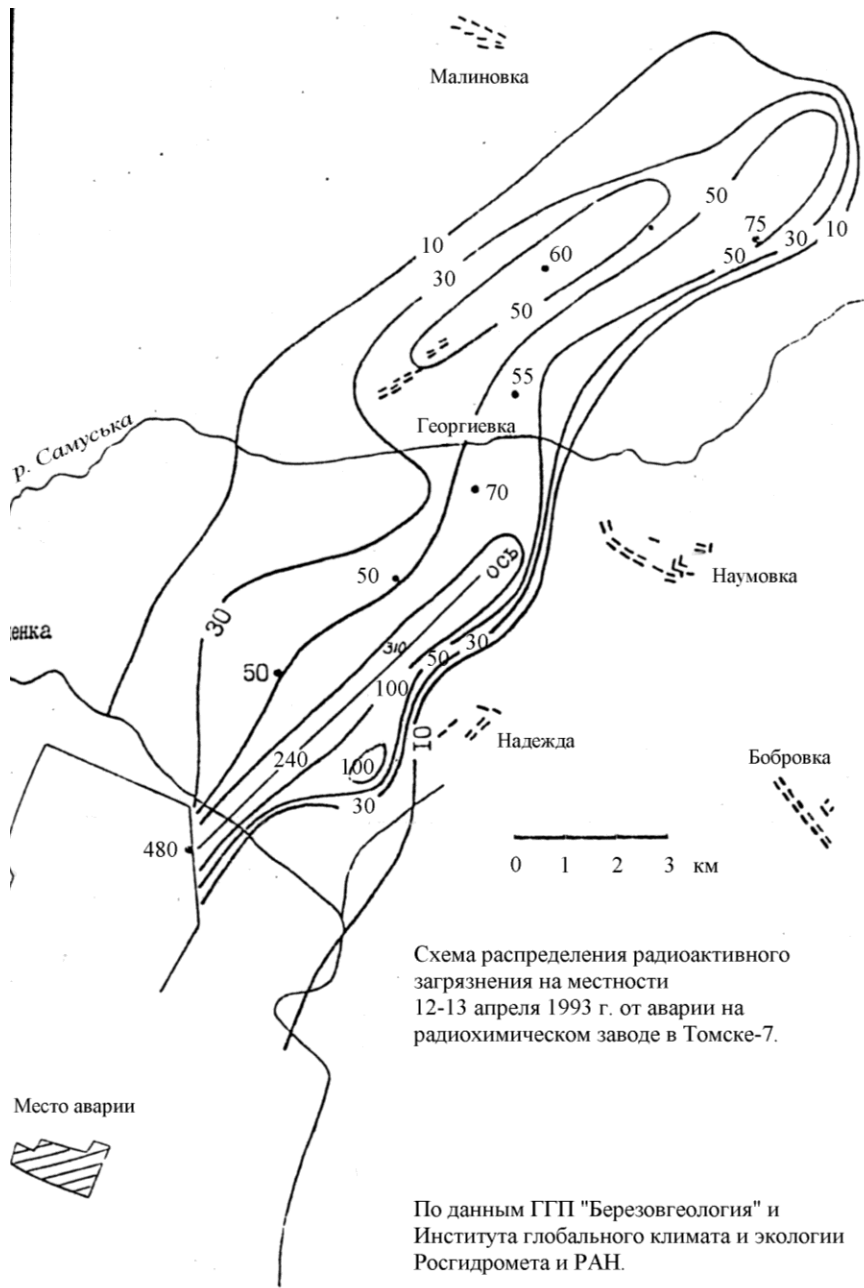 Малиновка
50
10
75
30
10
60
50
30
50
55
р. Самуська
Георгиевка
70
ось
50
Наумовка
30
енка
310
50
30
50
100
10
Надежда
240
100
Бобровка
30
480
0 1 2 3 км
Схема распределения радиоактивного
загрязнения на местности
12-13 апреля 1993 г. от аварии на
радиохимическом заводе в Томске-7.
Место аварии
По данным ГГП "Березовгеология" и
Института глобального климата и экологии
Росгидромета и РАН.